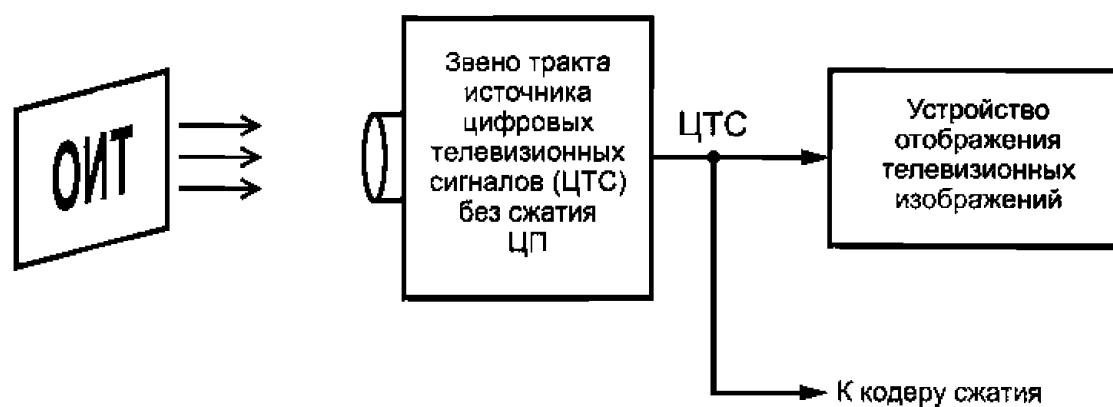 ОИТ
Звено тракта
источника
цифровых
телевизионных
сигналов (ЦТС)
без сжатия
ЦП
ЦТС
Устройство
отображения
телевизионных
изображений
К кодеру сжатия